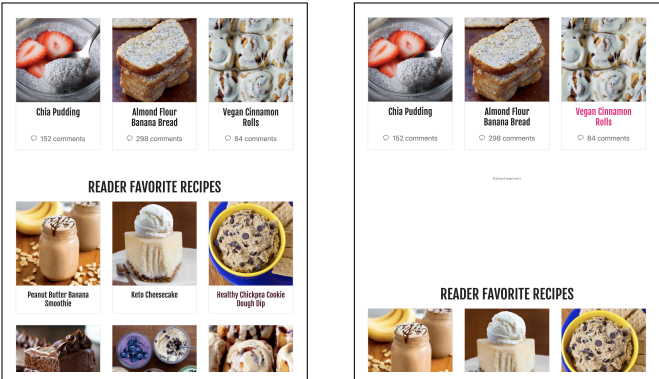 Chia Pudding
152 comments
Almond Flour
Banana Bread
298 comments
Vegan Cinnamon
Rolls
84 comments
READER FAVORITE RECIPES
Peanut Butter Banana
Smoothie
Keto Cheesecake
Healthy Chickpea Cookie
Dough Dip
Chia Pudding
152 comments
Almond Flour
Banana Bread
298 comments
Vegan Cinnamon
Rolls
84 comments
Advertisement
READER FAVORITE RECIPES